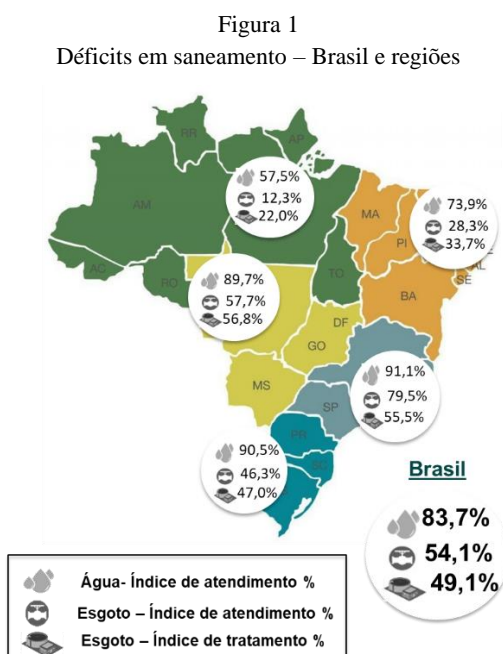 Figura 1
Déficits em saneamento – Brasil e regiões
RR
AP
AM
57,5%
12,3%
22,0%
MA
73,9%
28,3%
33,7%
PI
E
AL
SE
AC
RO
TO
89,7%
57,7%
56,8%
BA
DF
GO
MS
91,1%
79,5%
55,5%
SP
PR
90,5%
46,3%
47,0%
SC
Brasil
83,7%
54,1%
49,1%
Água- Índice de atendimento %
Esgoto – Índice de atendimento %
Esgoto – Índice de tratamento %